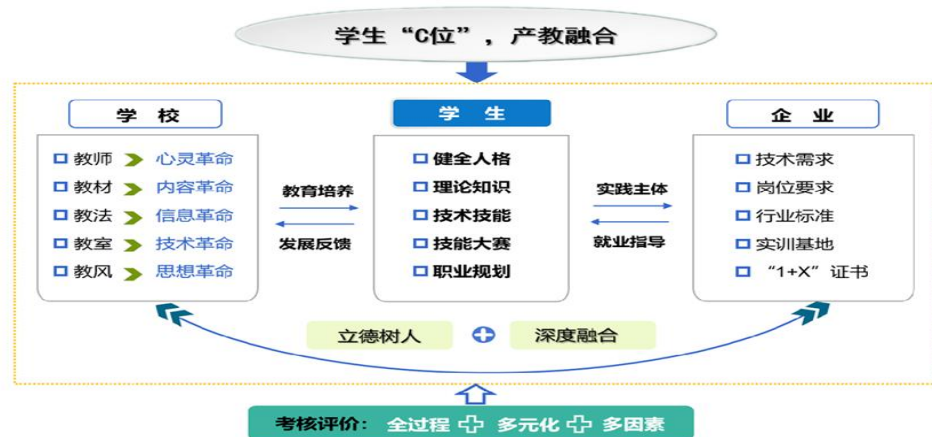 学生“C位”，产教融合
学 校
教师 心灵革命
教材 内容革命
教法 信息革命
教室 技术革命
教风 思想革命
教育培养
发展反馈
学 生
健全人格
理论知识
技术技能
技能大赛
职业规划
实践主体
就业指导
企 业
技术需求
岗位要求
行业标准
实训基地
“1+X”证书
立德树人 + 深度融合
考核评价：全过程 + 多元化 + 多因素